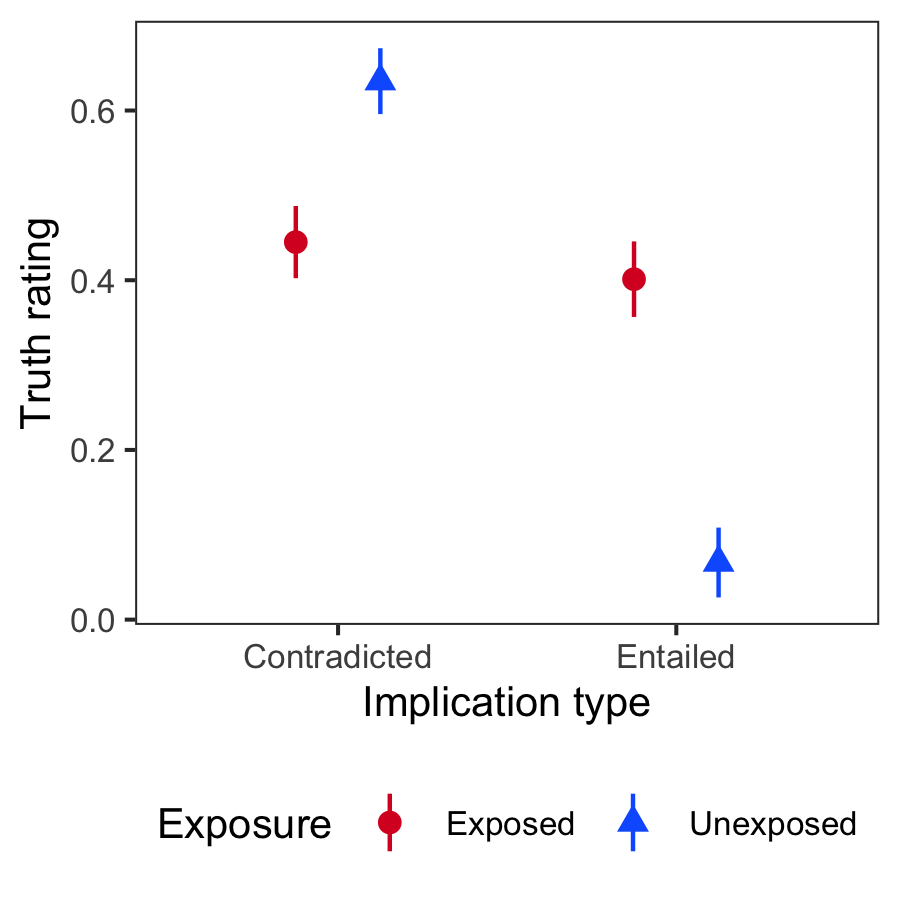 Truth rating
0.6
0.4
0.2
0.0
Contradicted Entailed
Implication type
Exposure Exposed Unexposed